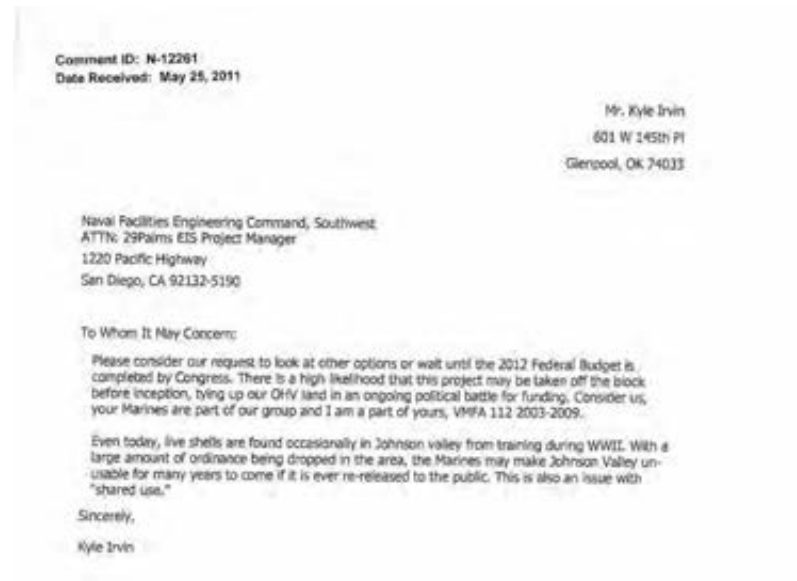 Comment ID: N-12261
Date Received: May 25, 2011
Mr. Kyle Irvin
601 W 145th Pl
Glenpool, OK 74033
Naval Facilities Engineering Command, Southwest
ATTN: 29Palms EIS Project Manager
1220 Pacific Highway
San Diego, CA 92132-5190
To Whom It May Concern:
Please consider our request to look at other options or wait until the 2012 Federal Budget is
completed by Congress. There is a high likelihood that this project may be taken off the block
before inception, tying up our OHV land in an ongoing political battle for funding. Consider us,
your Marines are part of our group and I am a part of yours, VMFA 112 2003-2009.
Even today, live shells are found occasionally in Johnson valley from training during WWII. With a
large amount of ordinance being dropped in the area, the Marines may make Johnson Valley un-
usable for many years to come if it is ever re-released to the public. This is also an issue with
"shared use."
Sincerely,
Kyle Irvin